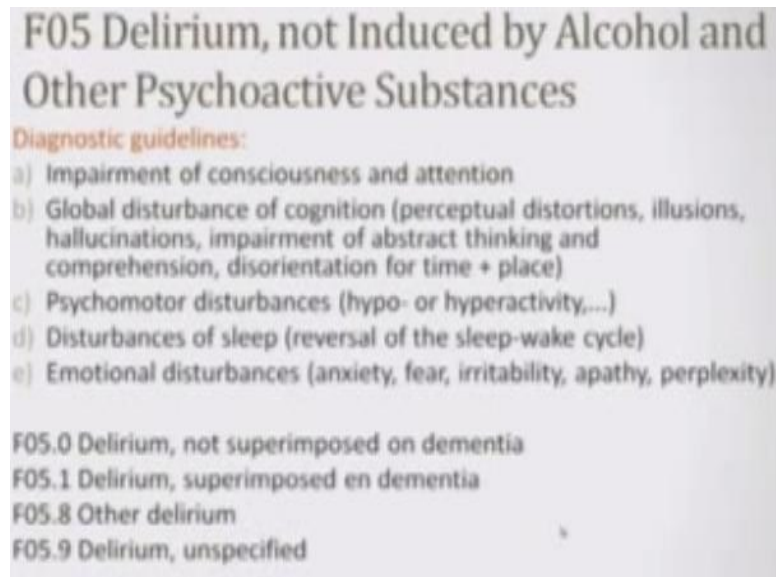 F05 Delirium, not Induced by Alcohol and
Other Psychoactive Substances
Diagnostic guidelines:
a) Impairment of consciousness and attention
b) Global disturbance of cognition (perceptual distortions, illusions,
hallucinations, impairment of abstract thinking and
comprehension, disorientation for time + place)
c) Psychomotor disturbances (hypo- or hyperactivity,...)
d) Disturbances of sleep (reversal of the sleep-wake cycle)
e) Emotional disturbances (anxiety, fear, irritability, apathy, perplexity)
F05.0 Delirium, not superimposed on dementia
F05.1 Delirium, superimposed en dementia
F05.8 Other delirium
F05.9 Delirium, unspecified